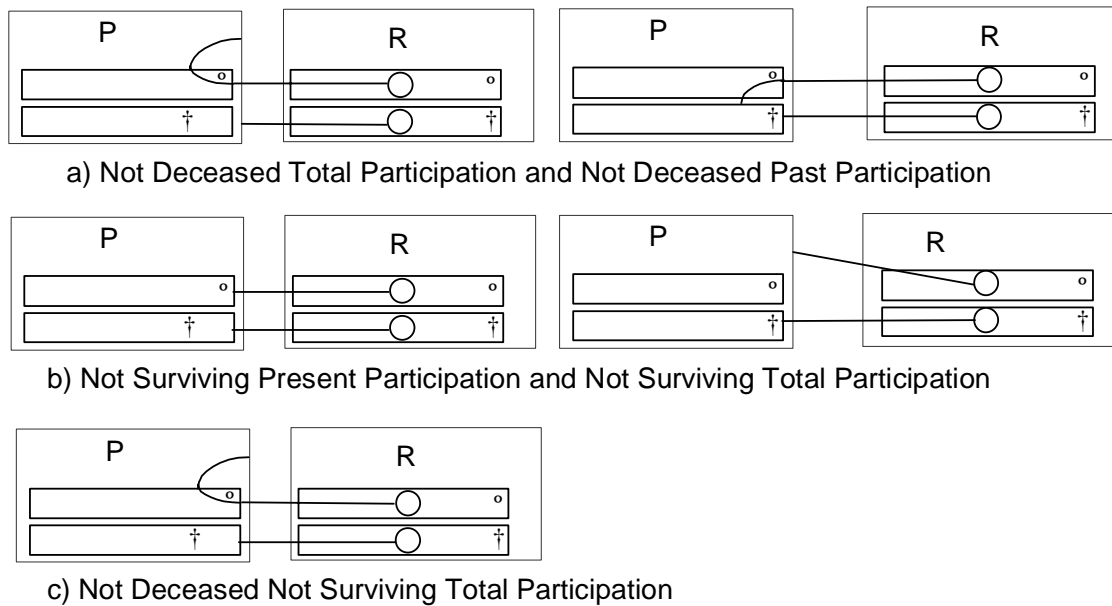 P R P R
o o o o
† † † †
a) Not Deceased Total Participation and Not Deceased Past Participation
P R P R
o o o o
† † † †
b) Not Surviving Present Participation and Not Surviving Total Participation
P R
o o
† †
c) Not Deceased Not Surviving Total Participation